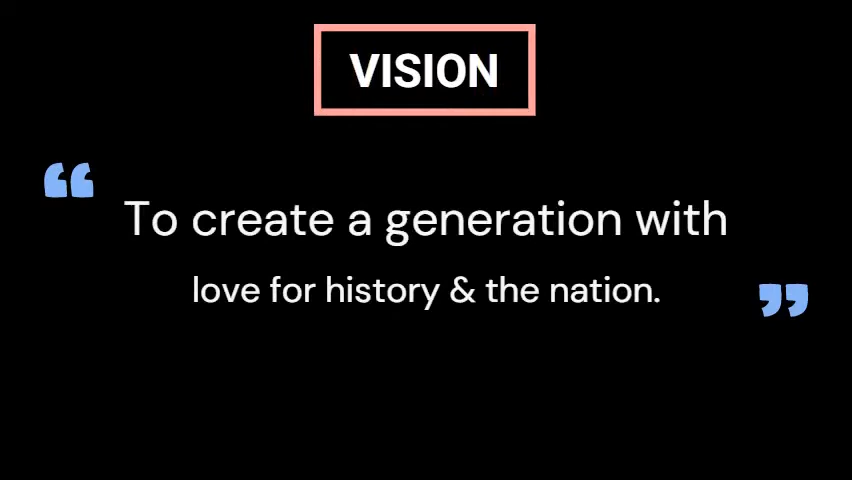 VISION
“
To create a generation with
love for history & the nation.
”